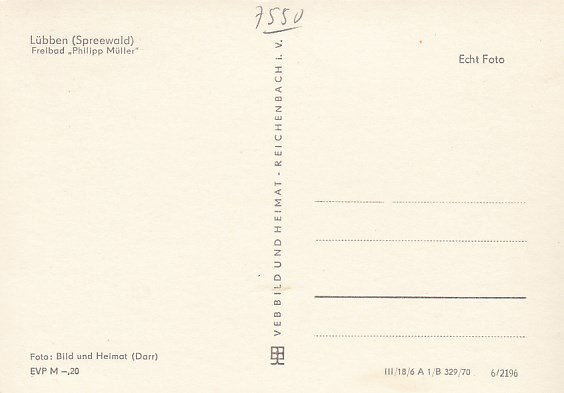 7550
Lübben (Spreewald)
Freibad „Philipp Müller"
Echt Foto
VEB BILD UND HEIMAT · REICHENBACH i. V.
Foto: Bild und Heimat (Darr)
EVP M –,20
III/18/6 A 1/B 329/70 6/2196